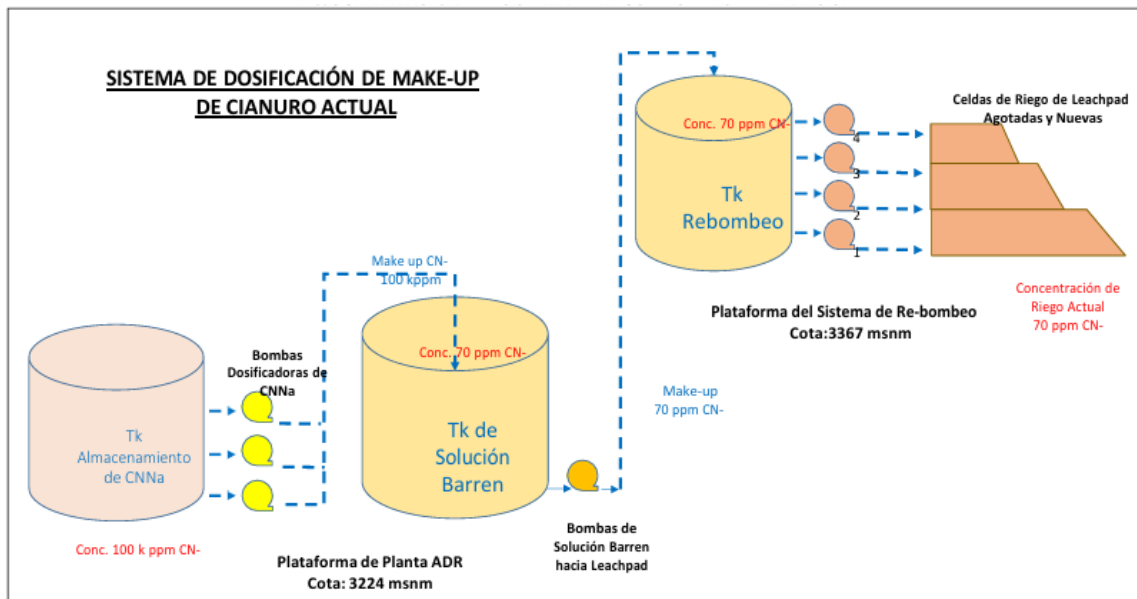 SISTEMA DE DOSIFICACIÓN DE MAKE-UP
DE CIANURO ACTUAL
Conc. 70 ppm CN-
Tk
Rebombeo
4
3
2
1
Celdas de Riego de Leachpad
Agotadas y Nuevas
Concentración de
Riego Actual
70 ppm CN-
Plataforma del Sistema de Re-bombeo
Cota:3367 msnm
Make up CN-
100 kppm
Conc. 70 ppm CN-
Tk de
Solución
Barren
Bombas
Dosificadoras de
CNNa
Tk
Almacenamiento
de CNNa
Conc. 100 k ppm CN-
Plataforma de Planta ADR
Cota: 3224 msnm
Bombas de
Solución Barren
hacia Leachpad
Make-up
70 ppm CN-